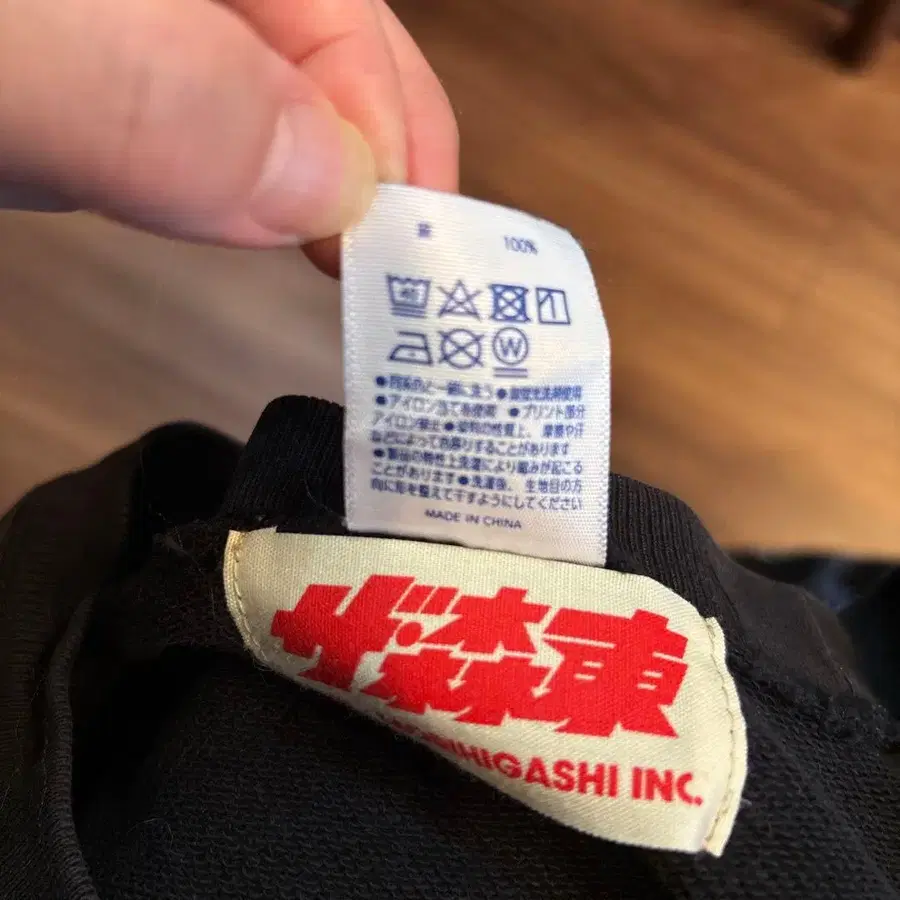 綿 100%
40
W
●同系色と一緒に洗う●蛍光洗剤使用
●アイロン当て布使用 ●プリント部分
アイロン禁止●染料の性質上、摩擦や汗
などによって色移りすることがあります
●製品の特性上洗濯により縮みが起こる
ことがあります●洗濯後、生地目の方
向に形を整えて干すようにしてください
MADE IN CHINA
ザ・森東
HIGASHI INC.